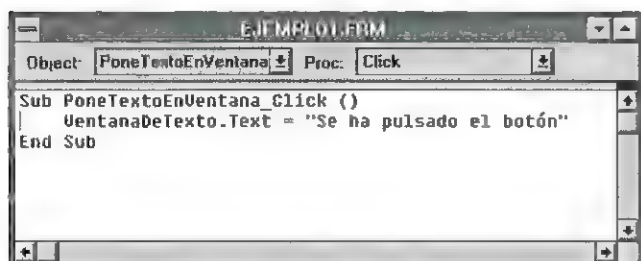 EJEMPLO1.FRM
Object: PoneTextoEnVentana Proc: Click
Sub PoneTextoEnVentana_Click ()
VentanaDeTexto.Text = "Se ha pulsado el botón"
End Sub